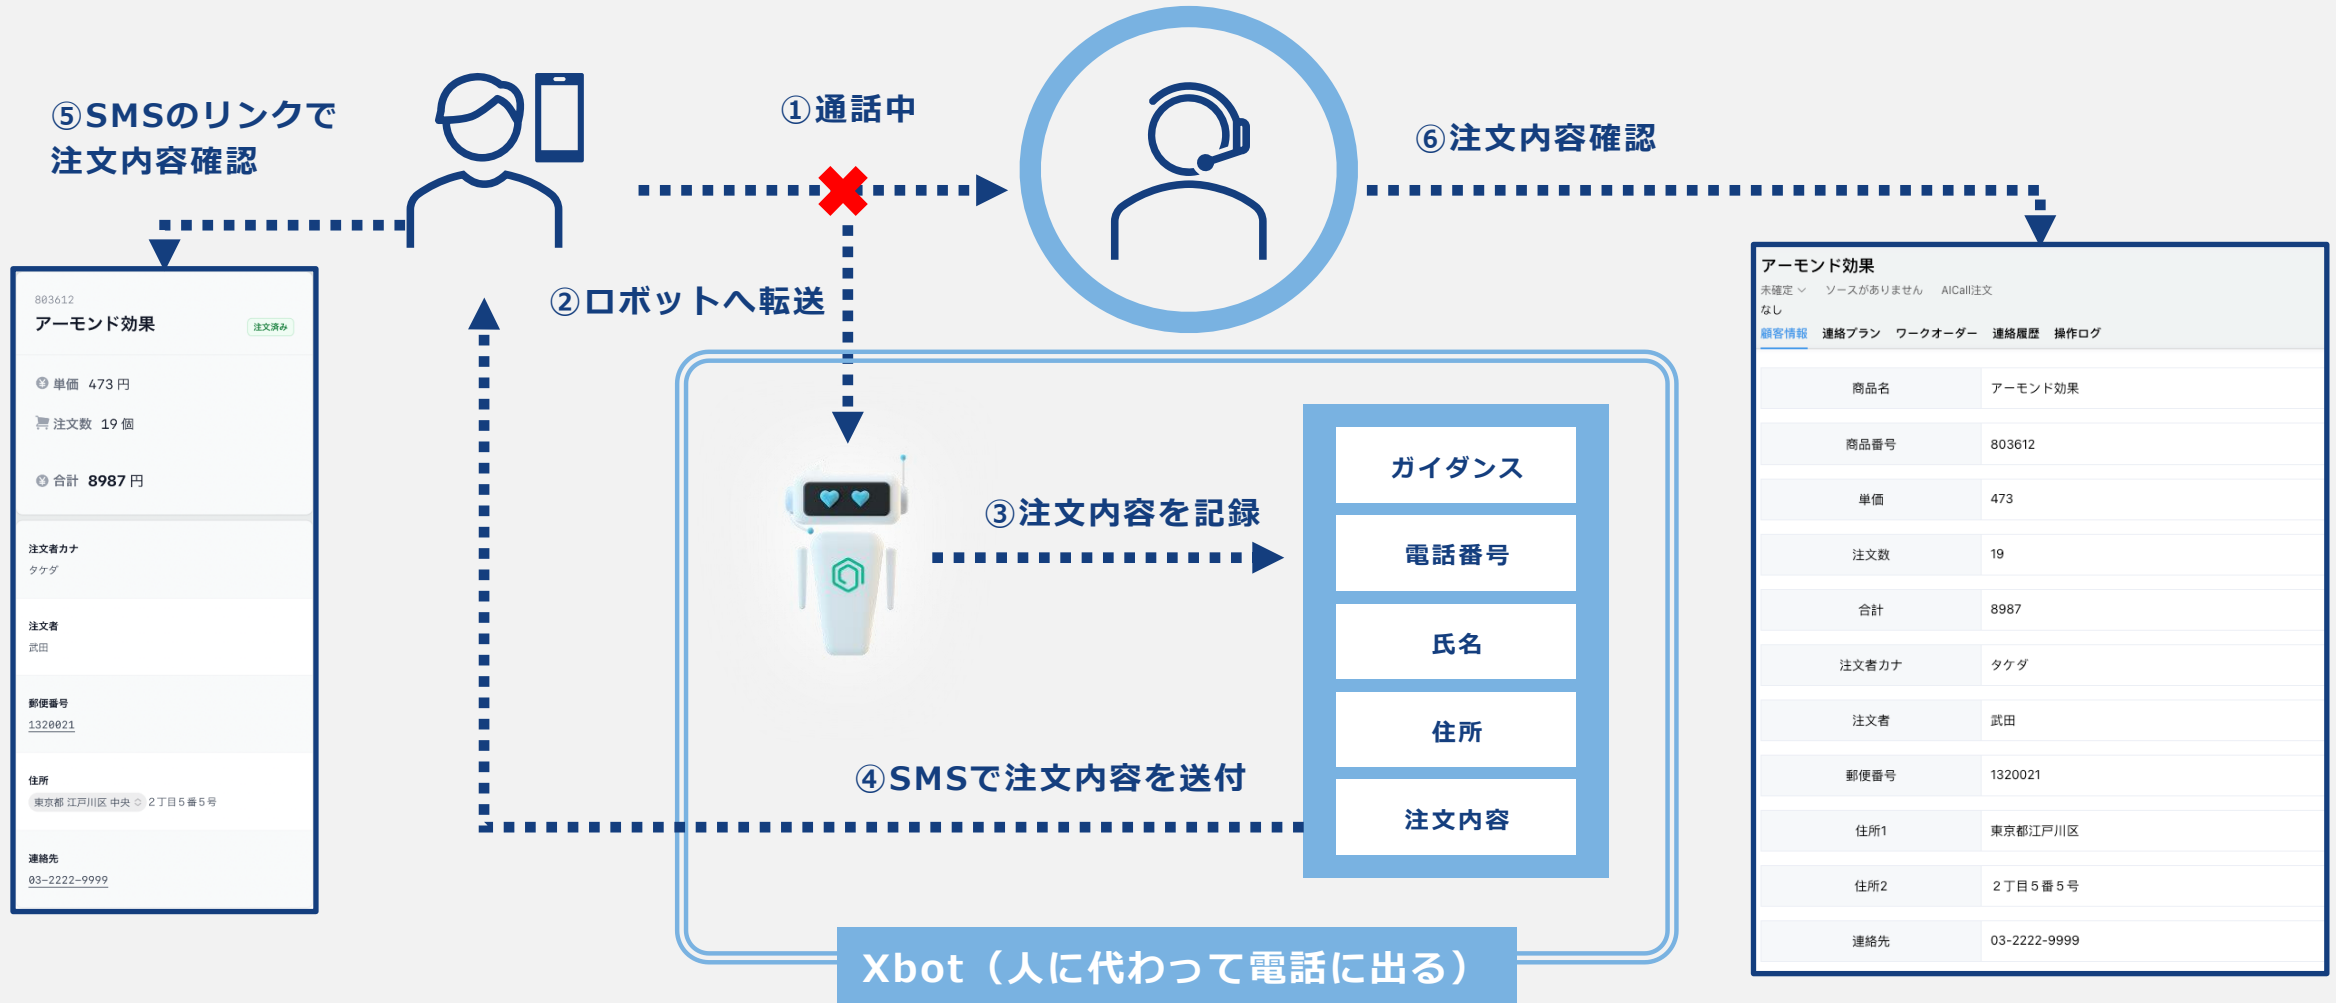 ⑤SMSのリンクで
注文内容確認
①通話中
⑥注文内容確認
②ロボットへ転送
803612
アーモンド効果
注文済み
単価 473 円
注文数 19 個
合計 8987 円
注文者カナ
タケダ
注文者
武田
郵便番号
1320021
住所
東京都 江戸川区 中央 2丁目5番5号
連絡先
03-2222-9999
③注文内容を記録
④SMSで注文内容を送付
ガイダンス
電話番号
氏名
住所
注文内容
Xbot（人に代わって電話に出る）
アーモンド効果
未確定 ソースがありません AICall注文
なし
顧客情報 連絡プラン ワークオーダー 連絡履歴 操作ログ
商品名 アーモンド効果
商品番号 803612
単価 473
注文数 19
合計 8987
注文者カナ タケダ
注文者 武田
郵便番号 1320021
住所1 東京都江戸川区
住所2 2丁目5番5号
連絡先 03-2222-9999